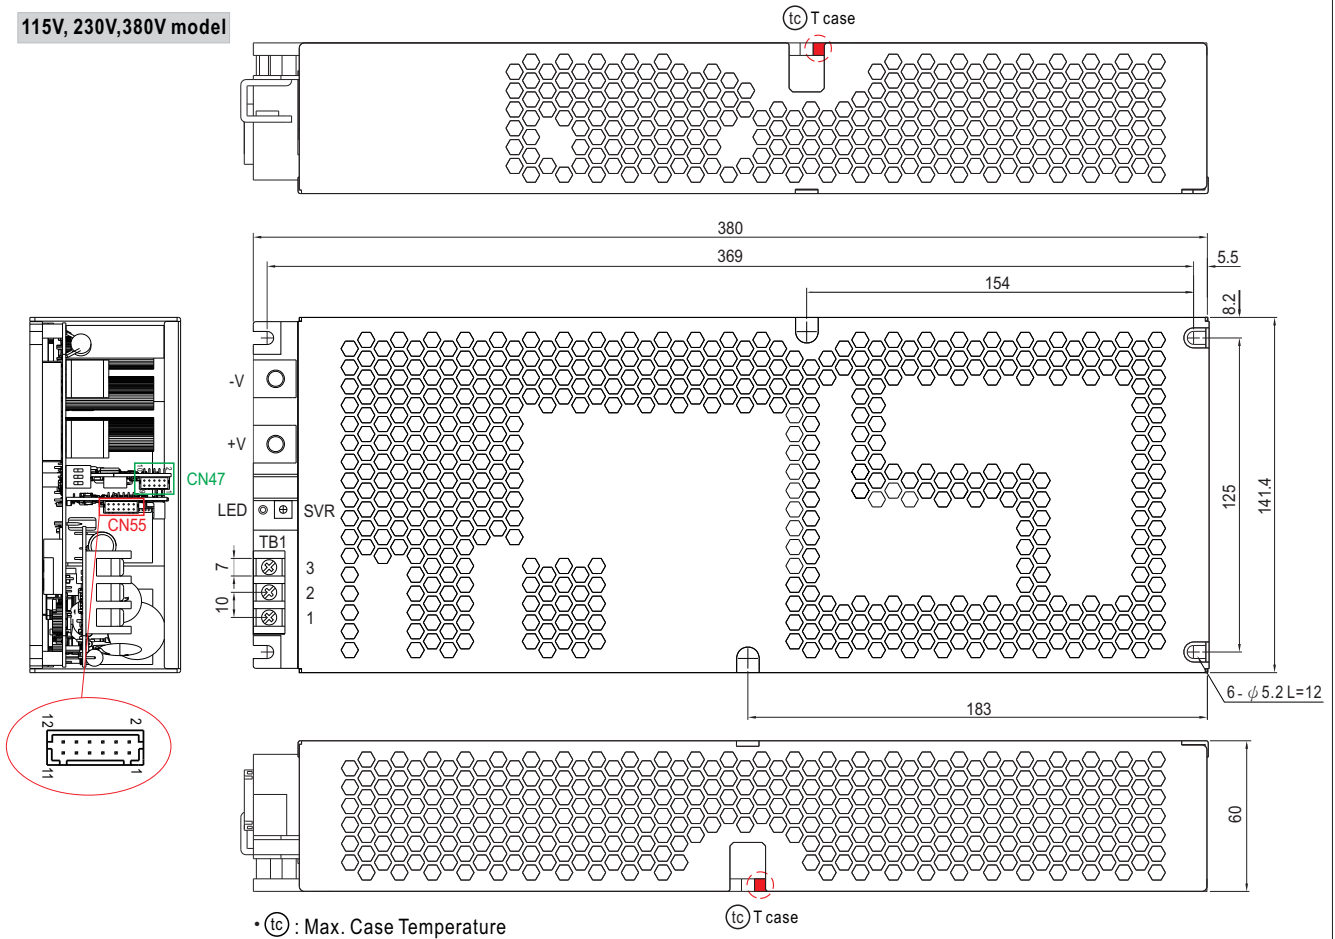 115V, 230V,380V model
tc T case
380
369
5.5
154
8.2
-V
+V
CN47
CN55
LED
SVR
TB1
7
3
2
10
1
125
141.4
6 - ϕ 5.2 L=12
183
12
2
11
1
60
tc T case
• tc : Max. Case Temperature